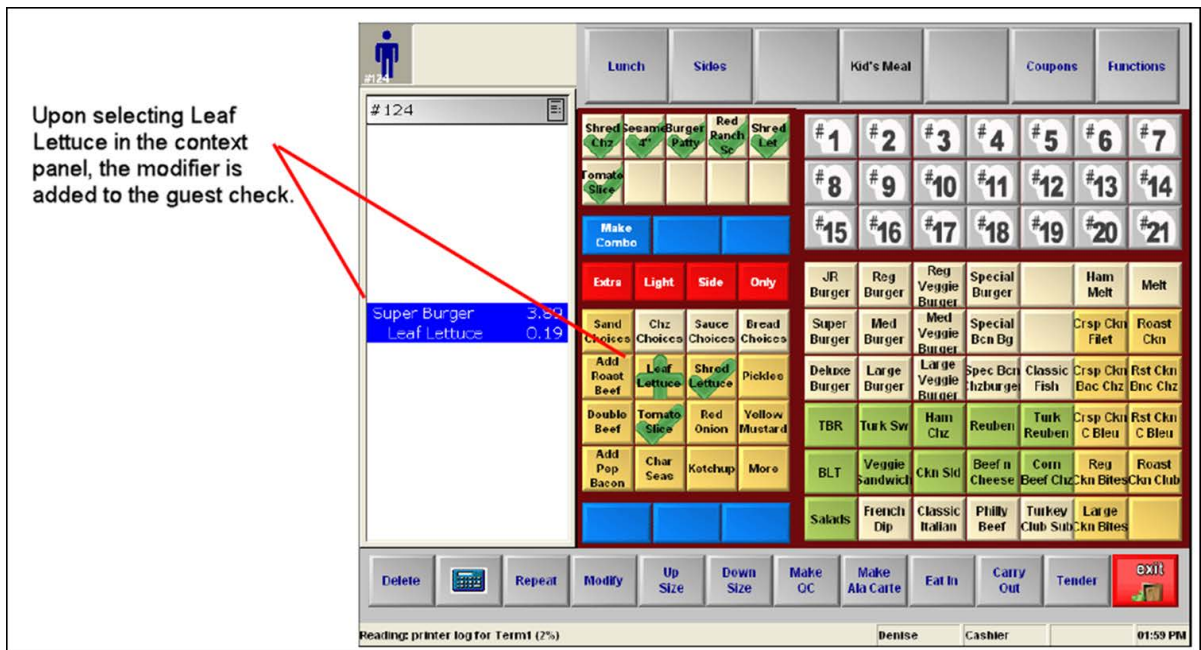 Upon selecting Leaf
Lettuce in the context
panel, the modifier is
added to the guest check.
#124
#124
Super Burger 3.89
Leaf Lettuce 0.19
Lunch Sides Kid's Meal Coupons Functions
Shred Chz
Sesame 4"
Burger Patty
Red Ranch Sc
Shred Let
Tomato Slice
Make Combo
Extra Light Side Only
Sand Choices
Chz Choices
Sauce Choices
Bread Choices
Add Roast Beef
Leaf Lettuce
Shred Lettuce
Pickles
Double Beef
Tomato Slice
Red Onion
Yellow Mustard
Add Pep Bacon
Char Seas
Ketchup
More
#1 #2 #3 #4 #5 #6 #7
#8 #9 #10 #11 #12 #13 #14
#15 #16 #17 #18 #19 #20 #21
JR Burger
Reg Burger
Reg Veggie Burger
Special Burger
Ham Melt
Melt
Super Burger
Med Burger
Med Veggie Burger
Special Bcn Bg
Crsp Ckn Filet
Roast Ckn
Deluxe Burger
Large Burger
Large Veggie Burger
Spec Bcn Chzburge
Classic Fish
Crsp Ckn Bac Chz
Rst Ckn Bnc Chz
TBR
Turk Sw
Ham Chz
Reuben
Turk Reuben
Crsp Ckn C Bleu
Rst Ckn C Bleu
BLT
Veggie Sandwich
Ckn Sld
Beef n Cheese
Corn Beef Chz
Reg Ckn Bites
Roast Ckn Club
Salads
French Dip
Classic Italian
Philly Beef
Turkey Club Sub
Large Ckn Bites
Delete
Repeat
Modify
Up Size
Down Size
Make QC
Make Ala Carte
Eat In
Carry Out
Tender
exit
Reading: printer log for Term1 (2%) Denise Cashier 01:59 PM